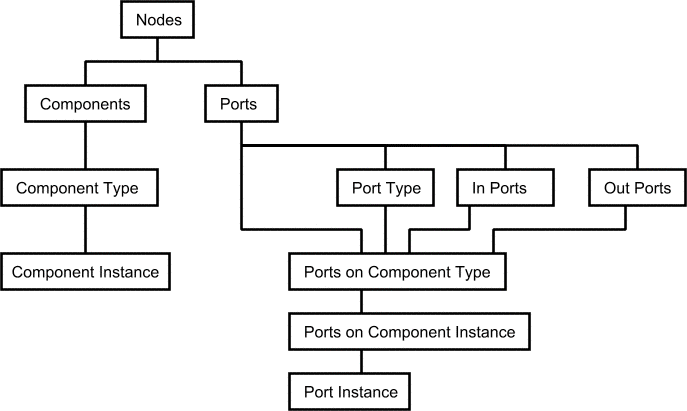 Nodes
Components
Ports
Component Type
Port Type
In Ports
Out Ports
Component Instance
Ports on Component Type
Ports on Component Instance
Port Instance